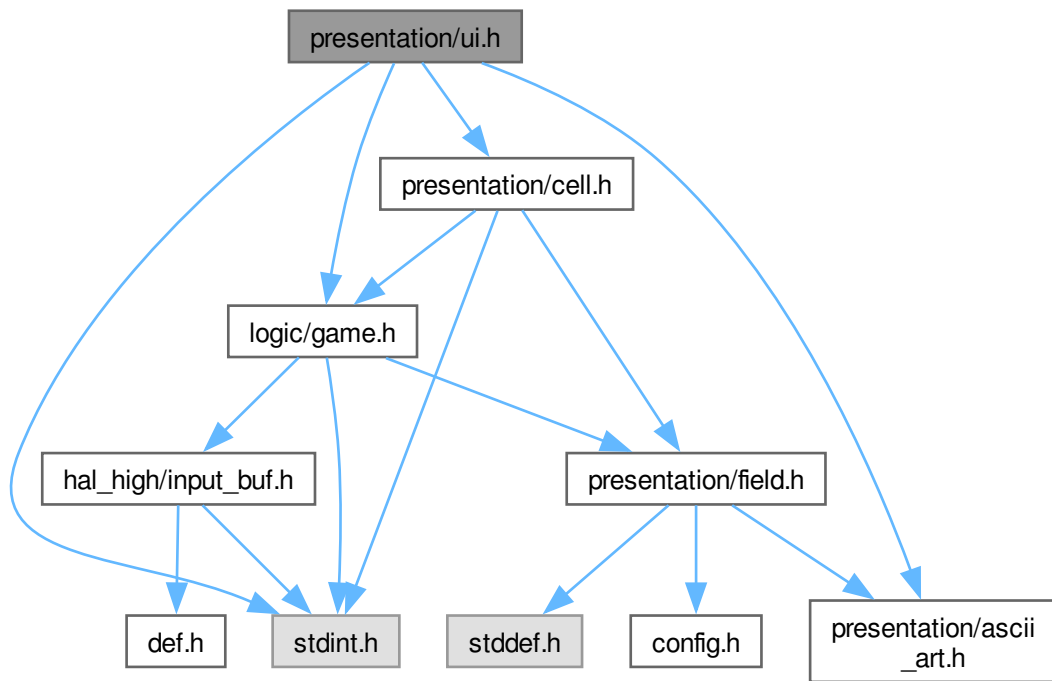 presentation/ui.h
presentation/cell.h
logic/game.h
hal_high/input_buf.h
presentation/field.h
def.h
stdint.h
stddef.h
config.h
presentation/ascii
_art.h